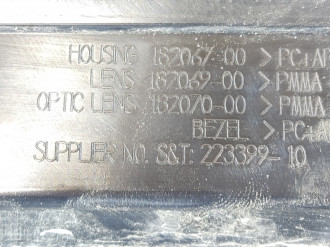 HOUSING 182067-00 >PC+A
LENS 182069-00 >PMMA
OPTIC LENS 182070-00 >PMMA
BEZEL >PC+A
SUPPLIER NO. S&T: 223399-10